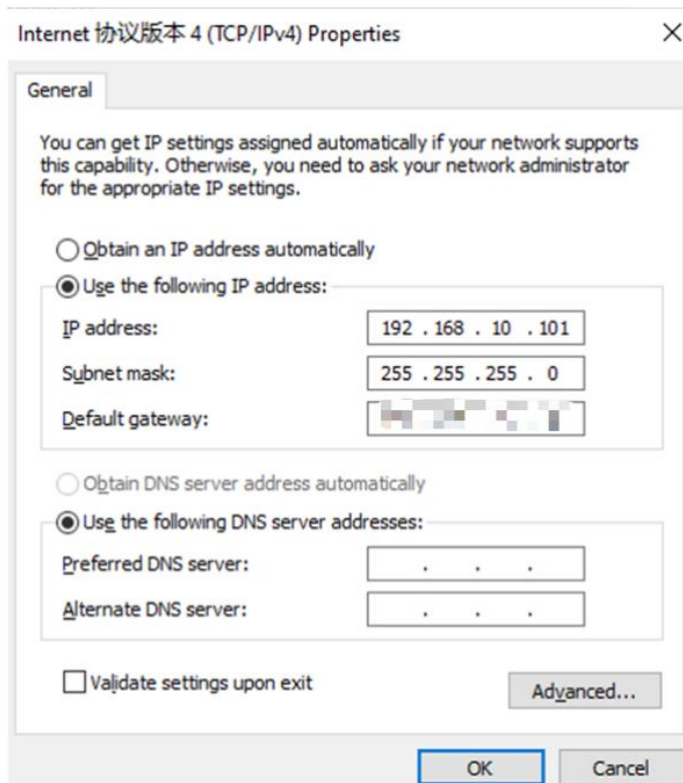 Internet 协议版本 4 (TCP/IPv4) Properties
General
You can get IP settings assigned automatically if your network supports
this capability. Otherwise, you need to ask your network administrator
for the appropriate IP settings.
Obtain an IP address automatically
Use the following IP address:
IP address: 192 . 168 . 10 . 101
Subnet mask: 255 . 255 . 255 . 0
Default gateway:
Obtain DNS server address automatically
Use the following DNS server addresses:
Preferred DNS server: . . .
Alternate DNS server: . . .
Validate settings upon exit
Advanced...
OK Cancel